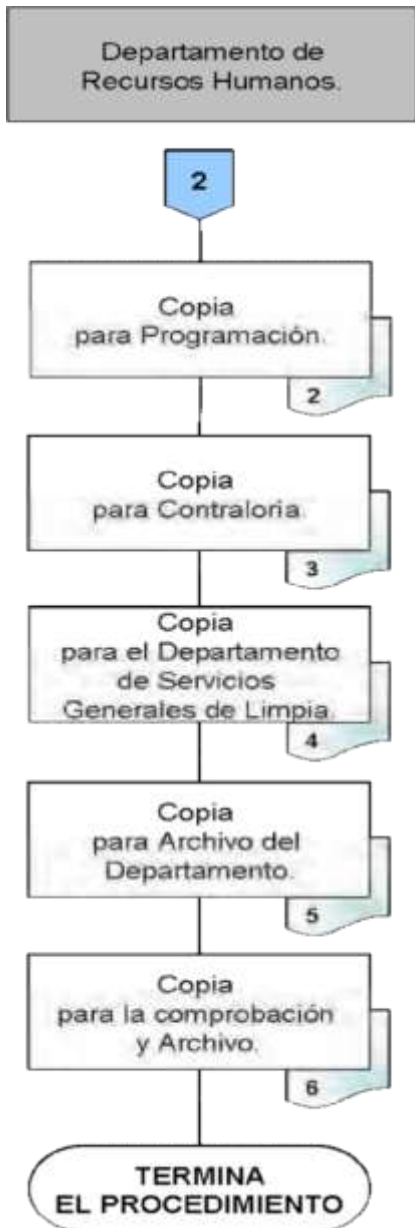 Departamento de
Recursos Humanos.
2
Copia
para Programación.
2
Copia
para Contraloría.
3
Copia
para el Departamento
de Servicios
Generales de Limpia.
4
Copia
para Archivo del
Departamento.
5
Copia
para la comprobación
y Archivo.
6
TERMINA
EL PROCEDIMIENTO